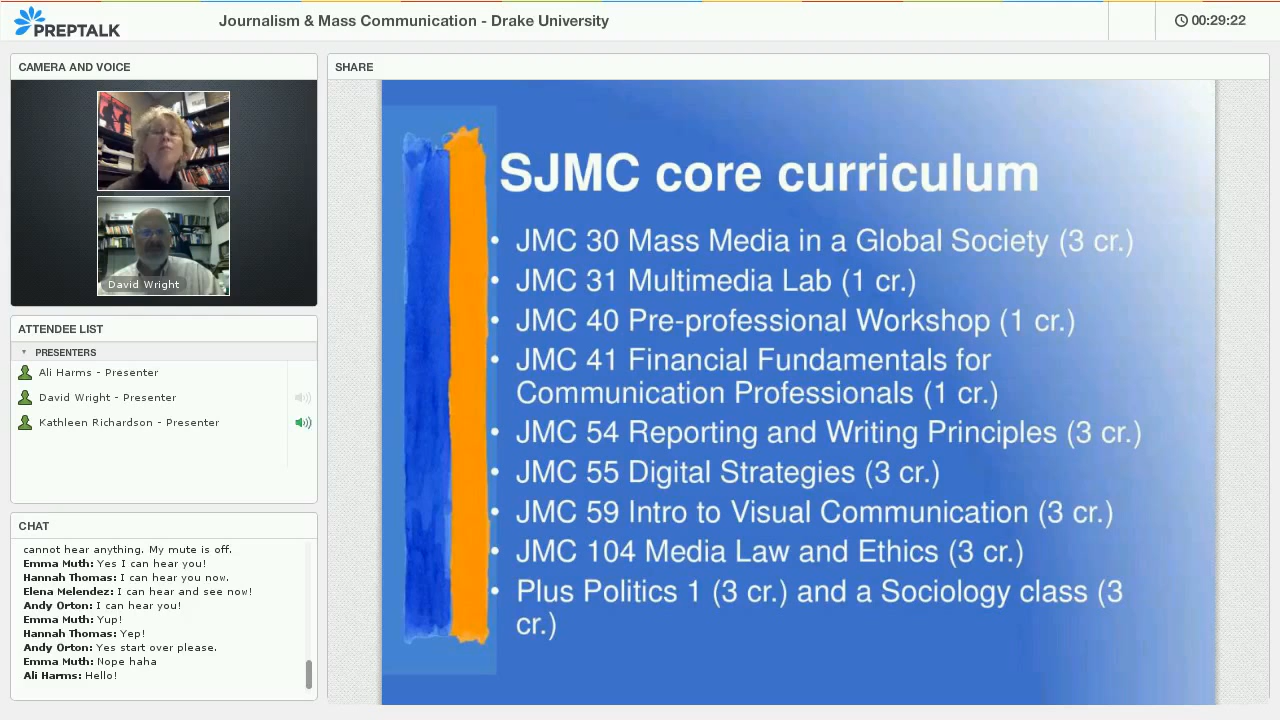 PREPTALK
Journalism & Mass Communication - Drake University
00:29:22
CAMERA AND VOICE
David Wright
ATTENDEE LIST
PRESENTERS
Ali Harms - Presenter
David Wright - Presenter
Kathleen Richardson - Presenter
CHAT
cannot hear anything. My mute is off.
Emma Muth: Yes I can hear you!
Hannah Thomas: I can hear you now.
Elena Melendez: I can hear and see now!
Andy Orton: I can hear you!
Emma Muth: Yup!
Hannah Thomas: Yep!
Andy Orton: Yes start over please.
Emma Muth: Nope haha
Ali Harms: Hello!
SHARE
SJMC core curriculum
• JMC 30 Mass Media in a Global Society (3 cr.)
• JMC 31 Multimedia Lab (1 cr.)
• JMC 40 Pre-professional Workshop (1 cr.)
• JMC 41 Financial Fundamentals for
Communication Professionals (1 cr.)
• JMC 54 Reporting and Writing Principles (3 cr.)
• JMC 55 Digital Strategies (3 cr.)
• JMC 59 Intro to Visual Communication (3 cr.)
• JMC 104 Media Law and Ethics (3 cr.)
• Plus Politics 1 (3 cr.) and a Sociology class (3
cr.)